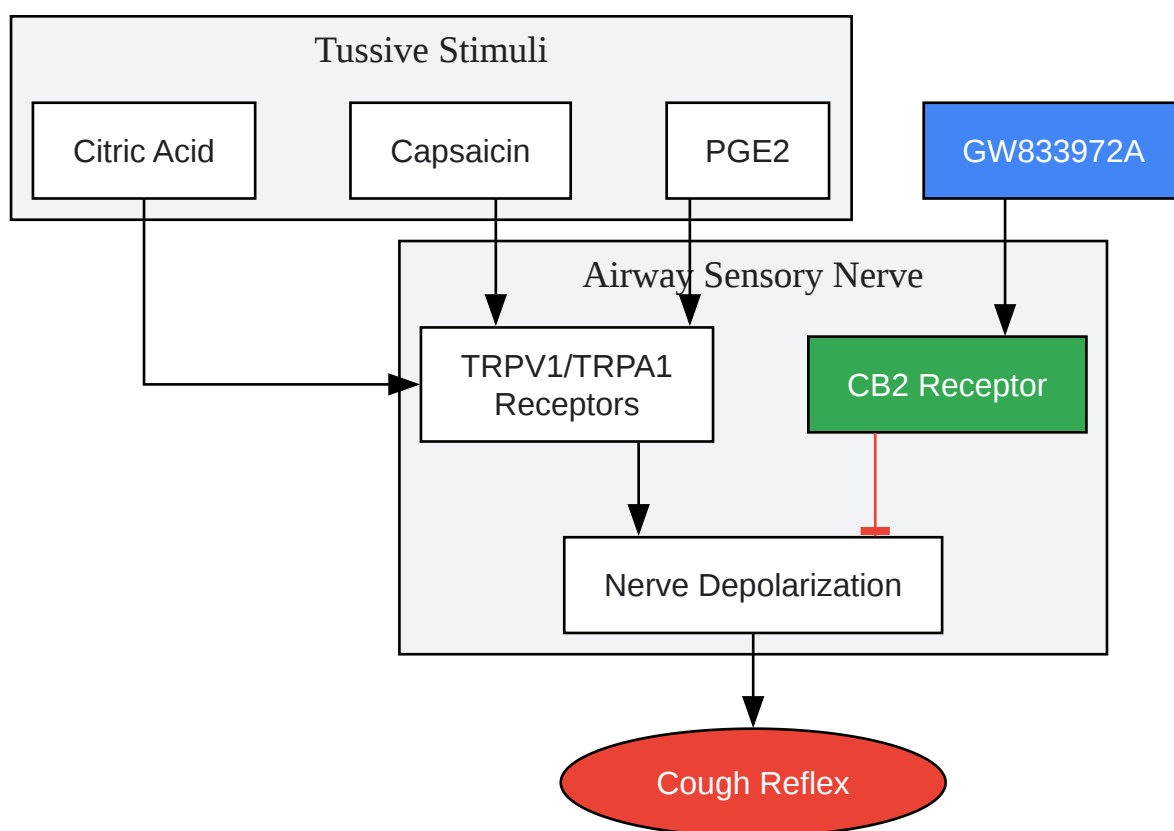 Tussive Stimuli
Citric Acid
Capsaicin
PGE2
GW833972A
Airway Sensory Nerve
TRPV1/TRPA1
Receptors
CB2 Receptor
Nerve Depolarization
Cough Reflex